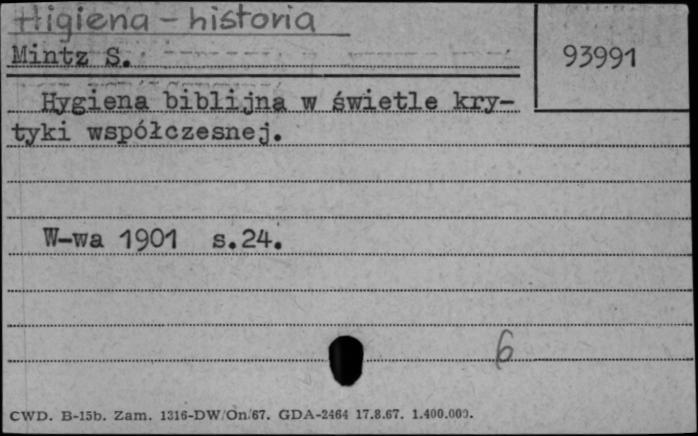 Higiena - historia
Mintz S.
93991
Hygiena biblijna w świetle kry-
tyki współczesnej.
W-wa 1901 s.24.
6
CWD. B-15b. Zam. 1316-DW/On/67. GDA-2464 17.8.67. 1.400.000.